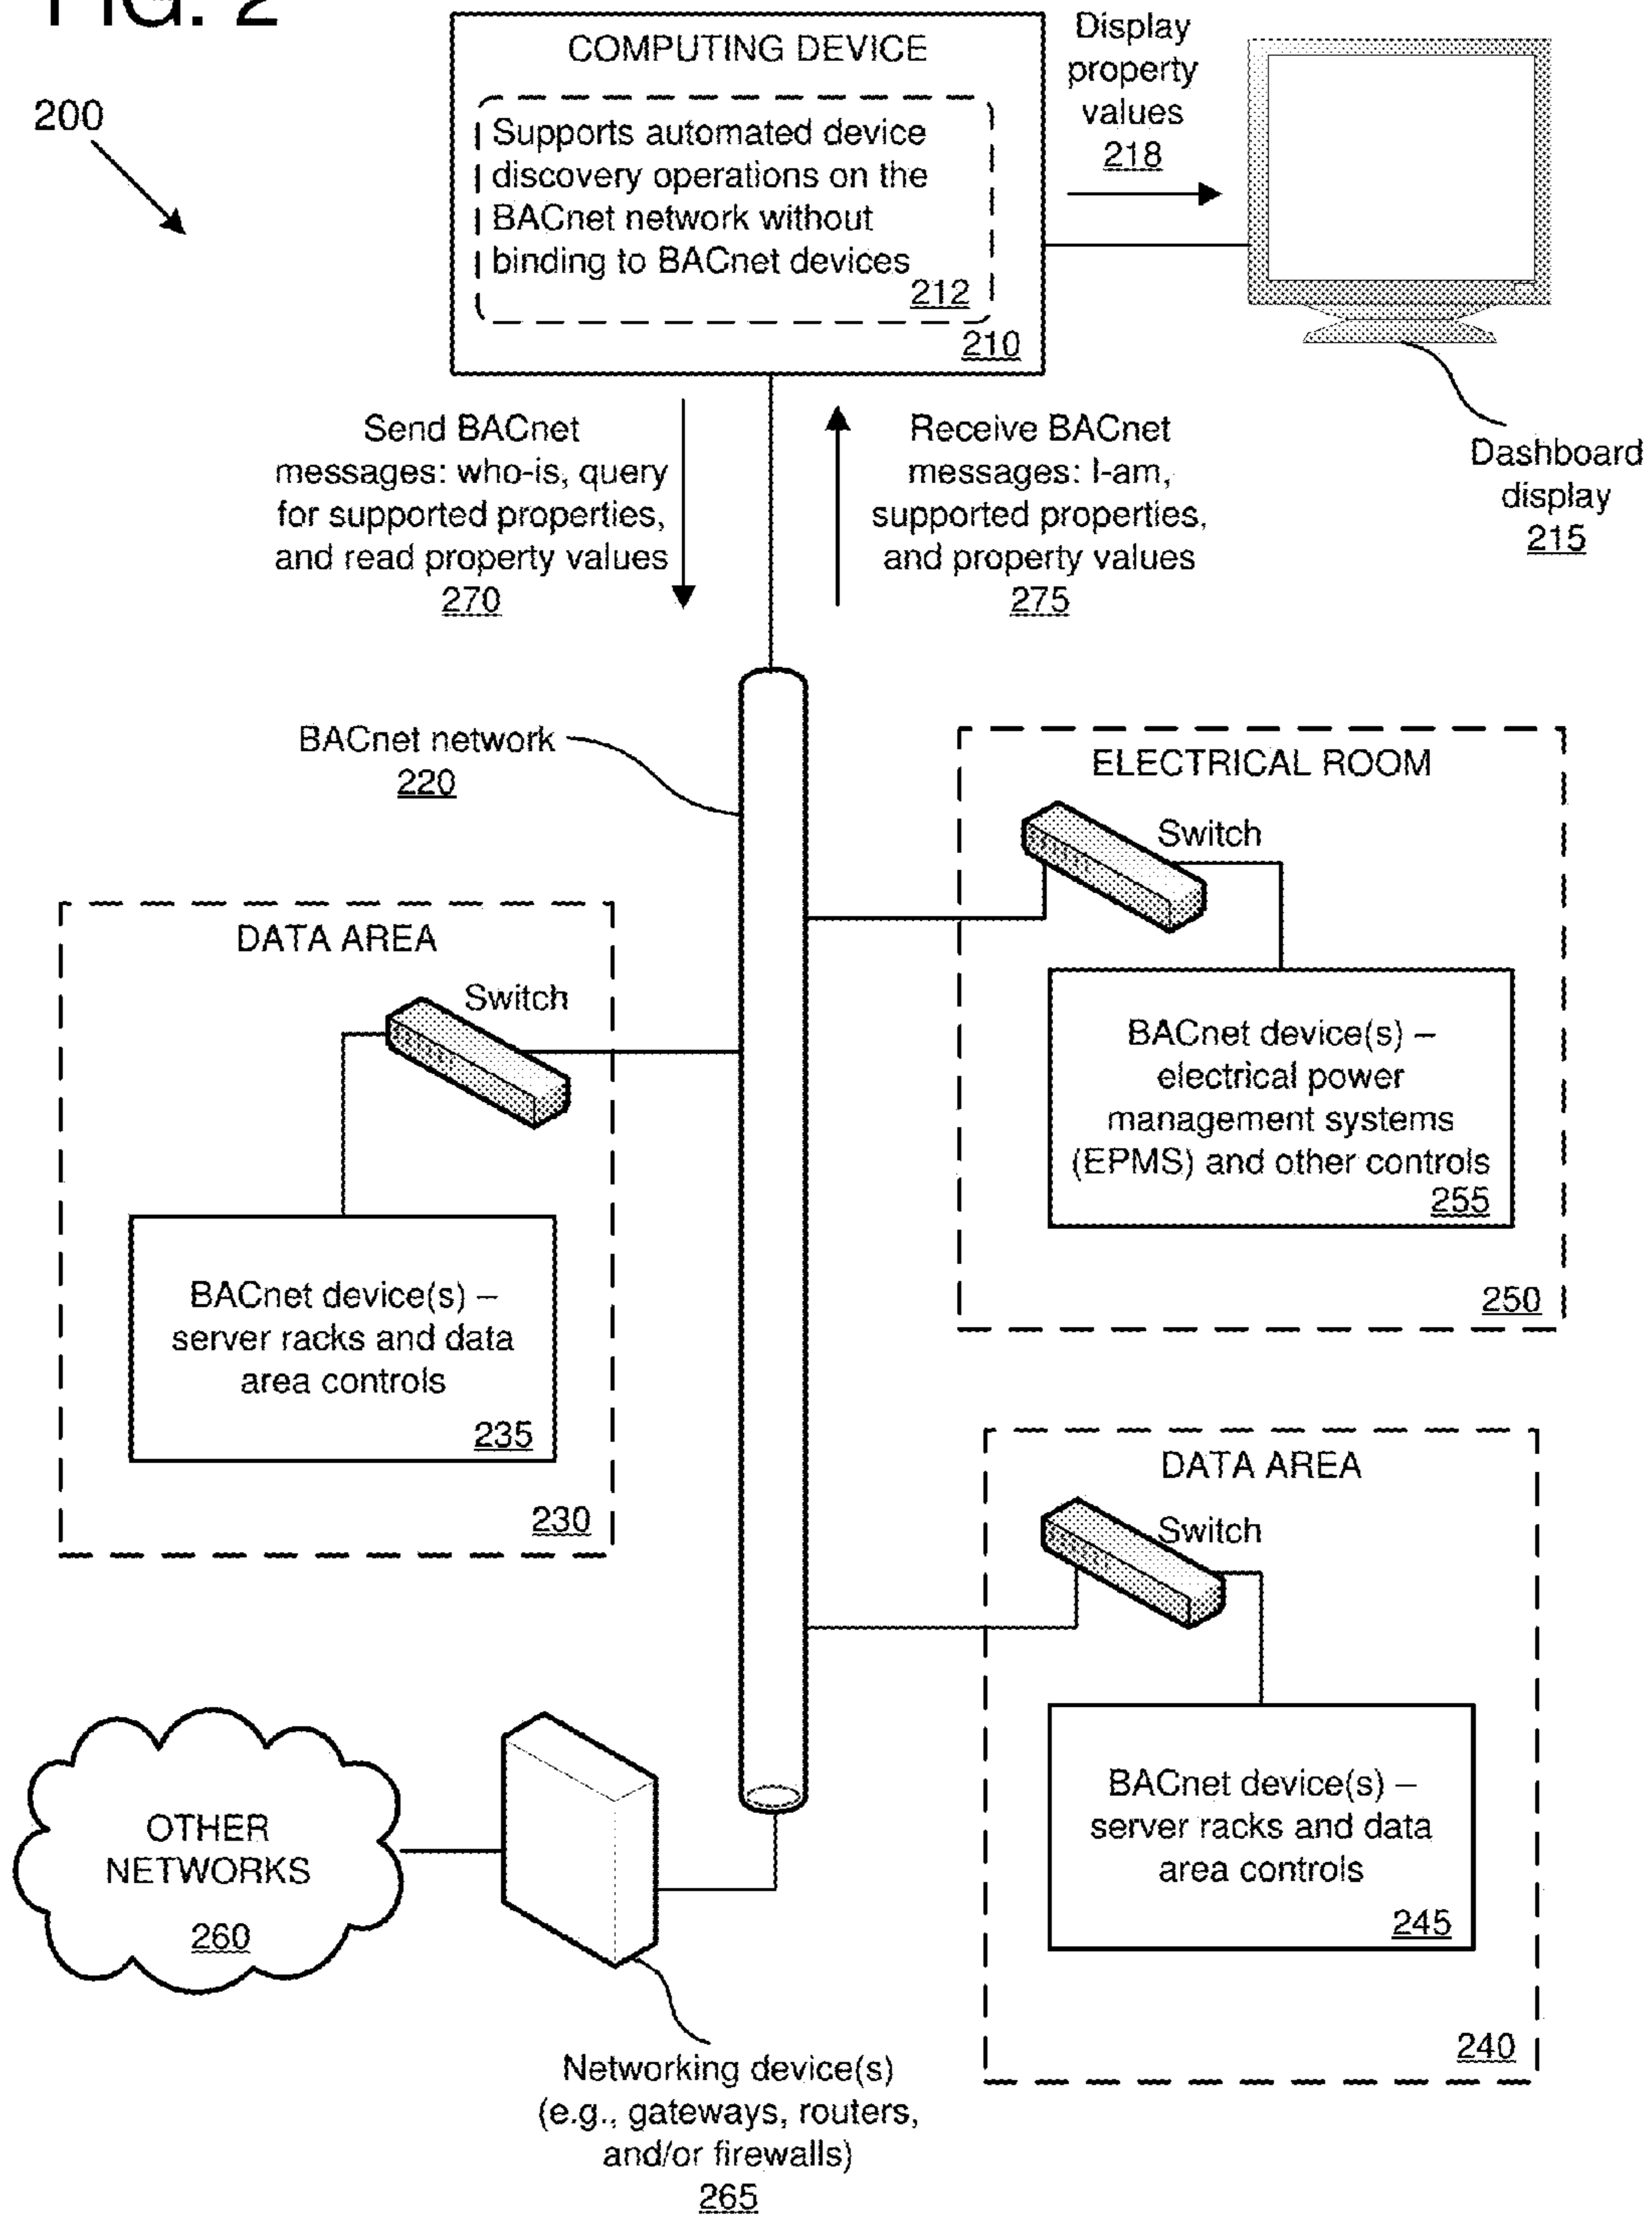 FIG. 2
200
COMPUTING DEVICE
Supports automated device
discovery operations on the
BACnet network without
binding to BACnet devices
212
210
Display
property
values
218
Dashboard
display
215
Send BACnet
messages: who-is, query
for supported properties,
and read property values
270
Receive BACnet
messages: I-am,
supported properties,
and property values
275
BACnet network
220
ELECTRICAL ROOM
Switch
BACnet device(s) –
electrical power
management systems
(EPMS) and other controls
255
250
DATA AREA
Switch
BACnet device(s) –
server racks and data
area controls
235
230
DATA AREA
Switch
BACnet device(s) –
server racks and data
area controls
245
240
OTHER
NETWORKS
260
Networking device(s)
(e.g., gateways, routers,
and/or firewalls)
265